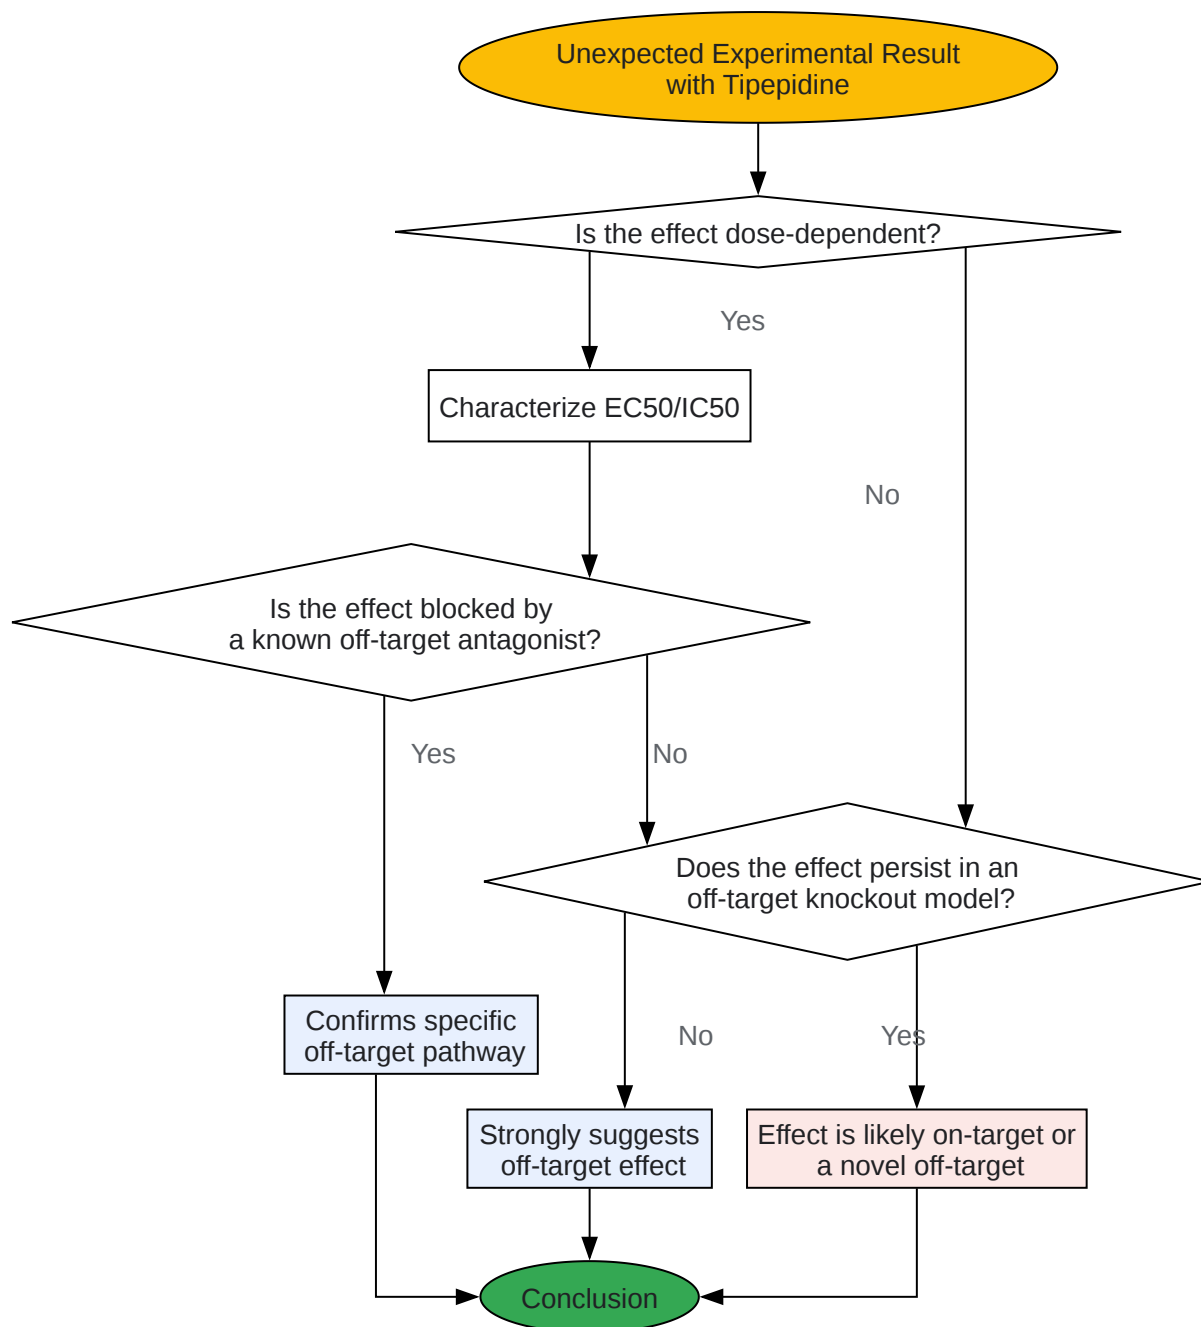 Unexpected Experimental Result
with Tipepidine
Is the effect dose-dependent?
Yes
Characterize EC50/IC50
No
Is the effect blocked by
a known off-target antagonist?
Yes
No
Does the effect persist in an
off-target knockout model?
Confirms specific
off-target pathway
No
Yes
Strongly suggests
off-target effect
Effect is likely on-target or
a novel off-target
Conclusion